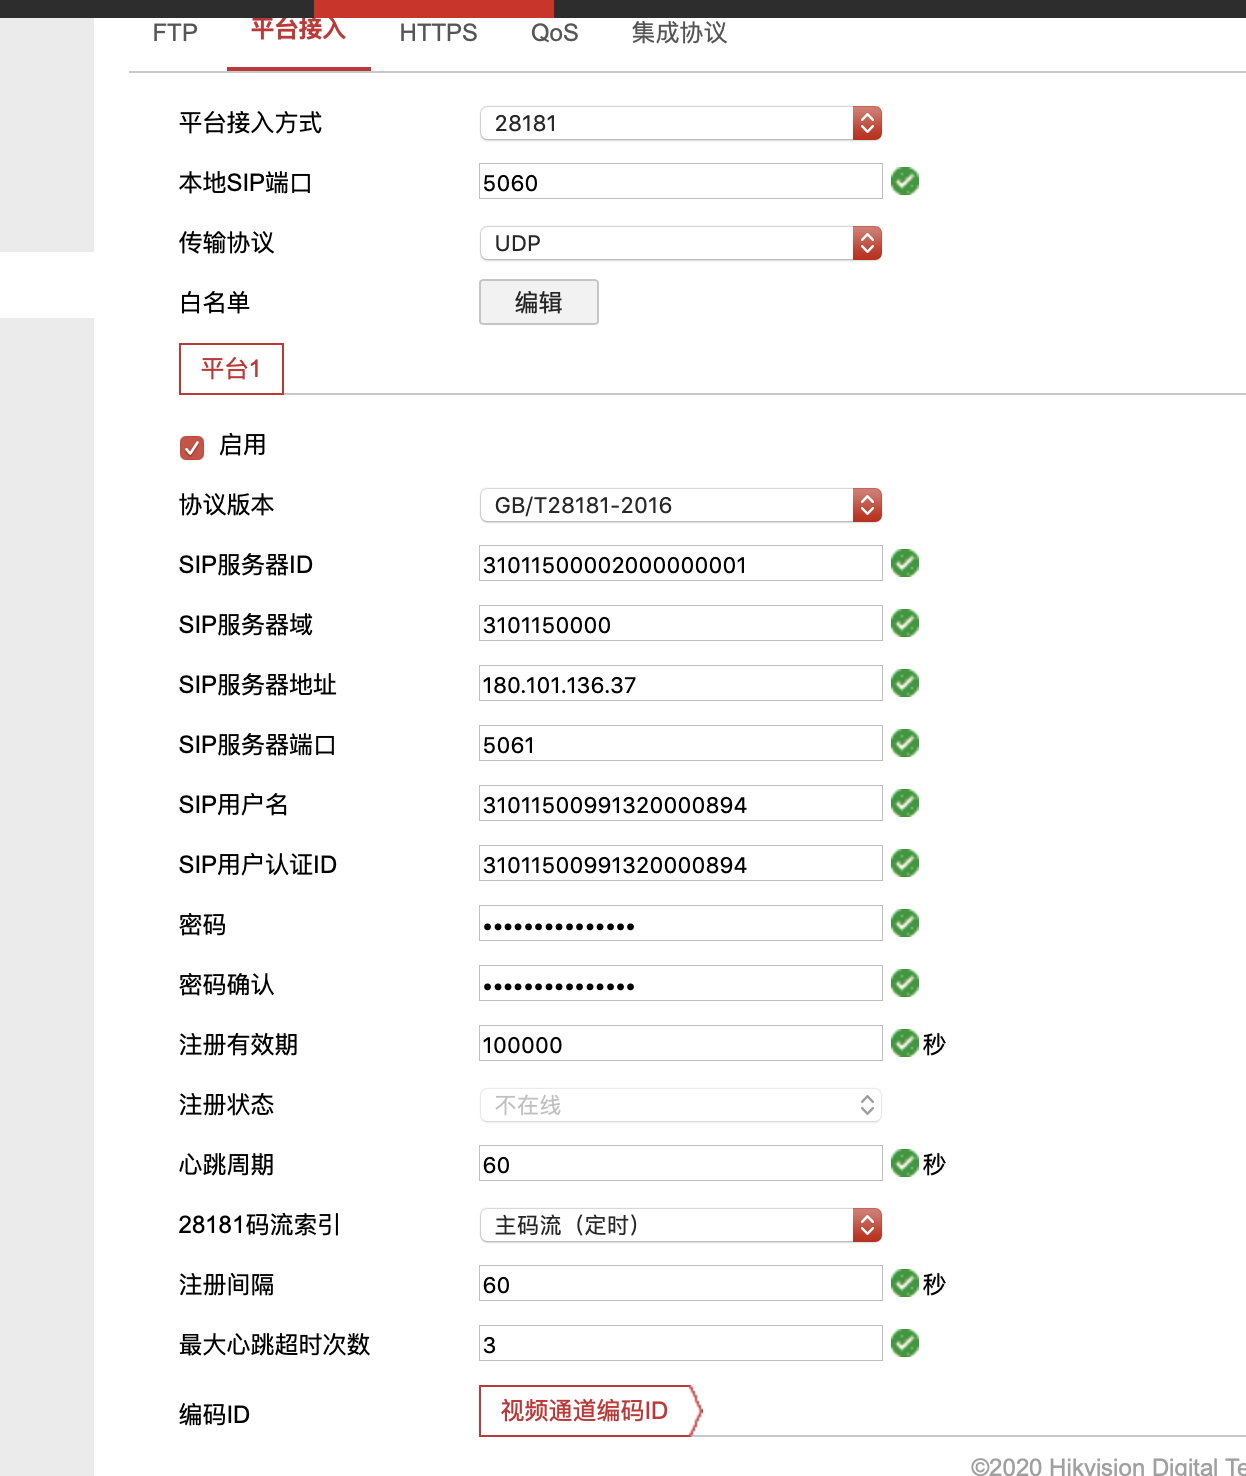 FTP 平台接入 HTTPS QoS 集成协议
平台接入方式 28181
本地SIP端口 5060
传输协议 UDP
白名单 编辑
平台1
启用
协议版本 GB/T28181-2016
SIP服务器ID 31011500002000000001
SIP服务器域 3101150000
SIP服务器地址 180.101.136.37
SIP服务器端口 5061
SIP用户名 31011500991320000894
SIP用户认证ID 31011500991320000894
密码 •••••••••••••••
密码确认 •••••••••••••••
注册有效期 100000 秒
注册状态 不在线
心跳周期 60 秒
28181码流索引 主码流（定时）
注册间隔 60 秒
最大心跳超时次数 3
编码ID 视频通道编码ID
©2020 Hikvision Digital Te